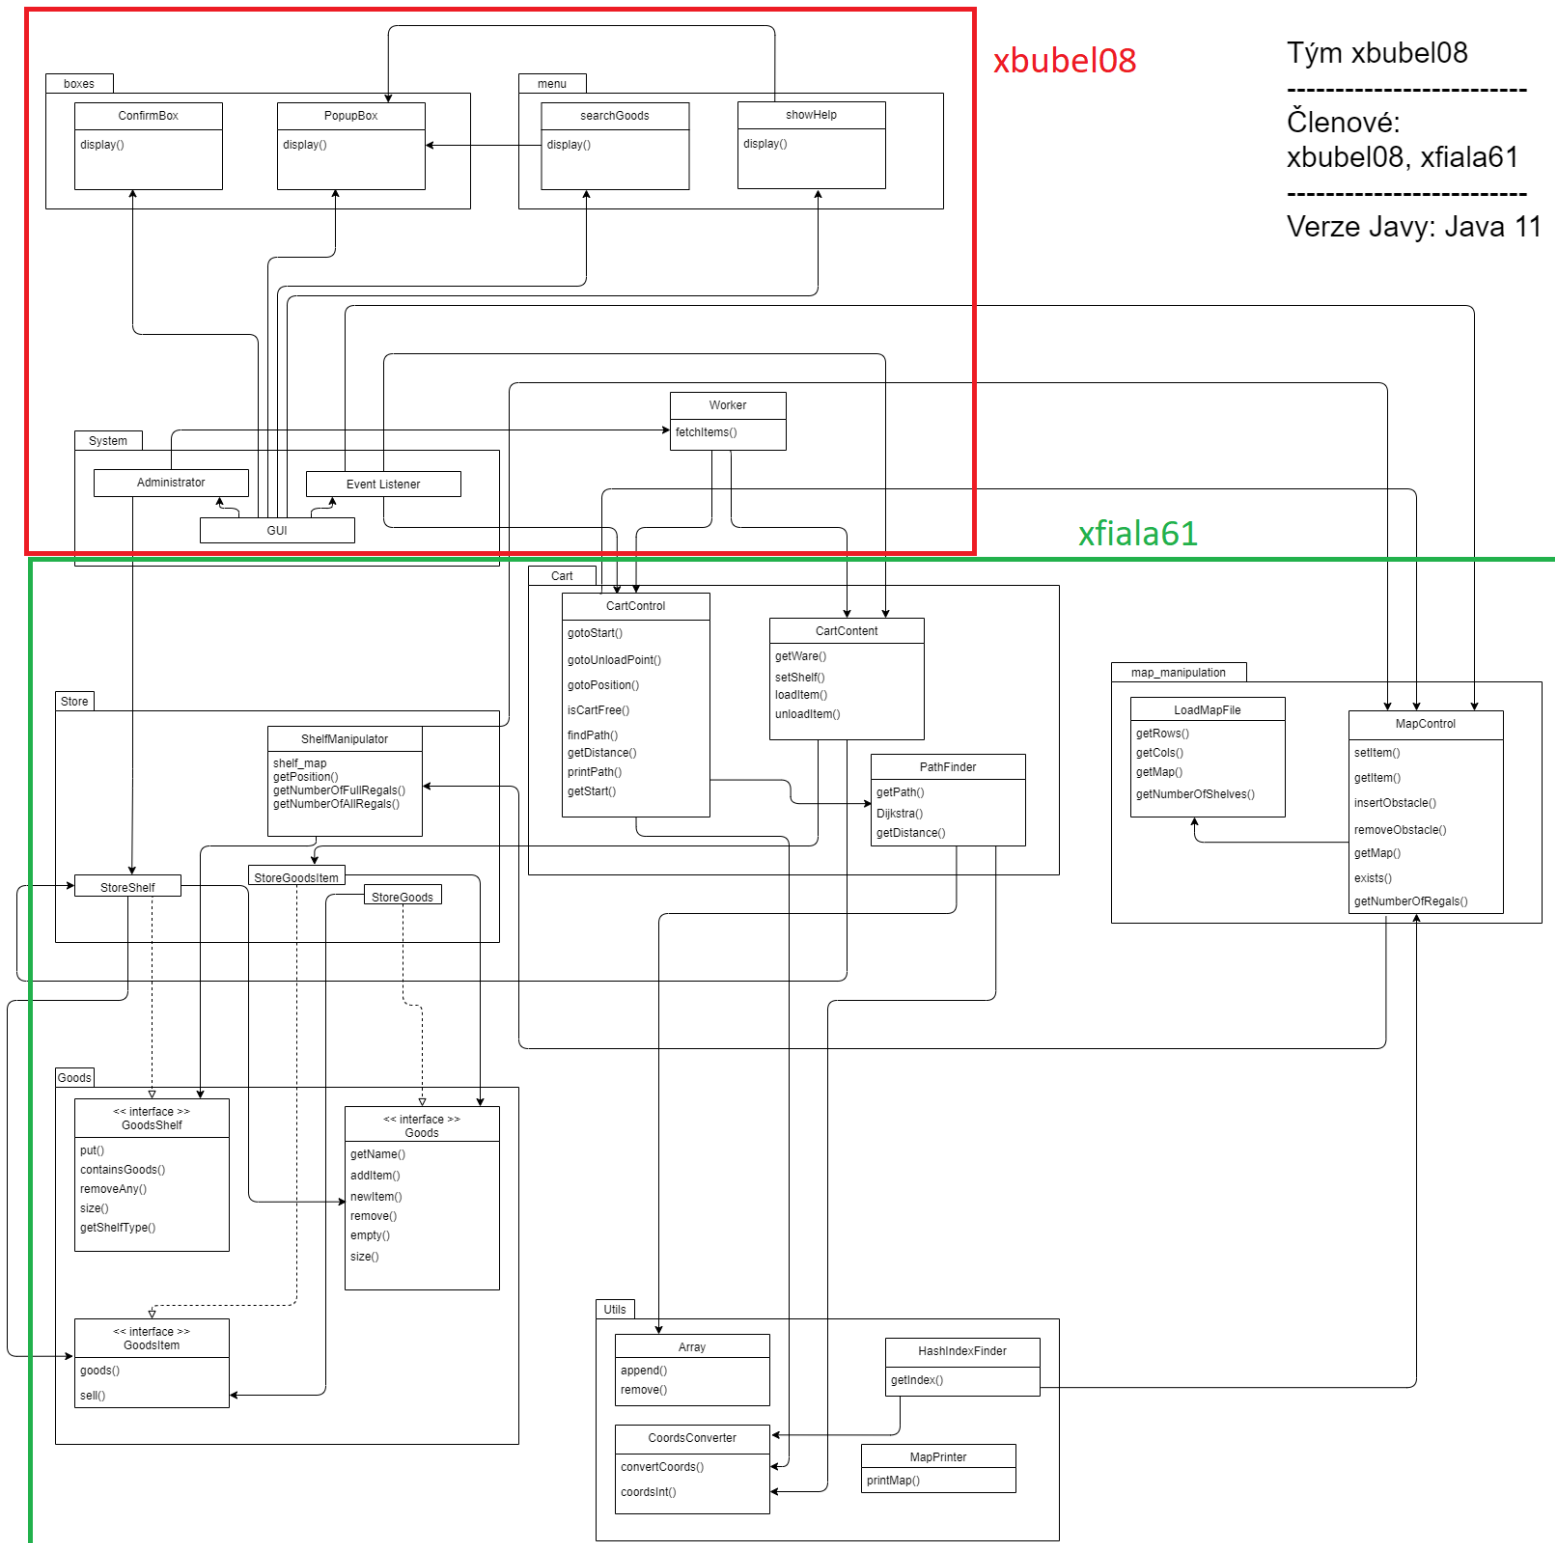 xbubel08
Tým xbubel08
-------------------------
Členové:
xbubel08, xfiala61
-------------------------
Verze Javy: Java 11
boxes
ConfirmBox
display()
PopupBox
display()
menu
searchGoods
display()
showHelp
display()
Worker
fetchItems()
System
Administrator
Event Listener
GUI
xfiala61
Cart
CartControl
gotoStart()
gotoUnloadPoint()
gotoPosition()
isCartFree()
findPath()
getDistance()
printPath()
getStart()
CartContent
getWare()
setShelf()
loadItem()
unloadItem()
PathFinder
getPath()
Dijkstra()
getDistance()
map_manipulation
LoadMapFile
getRows()
getCols()
getMap()
getNumberOfShelves()
MapControl
setItem()
getItem()
insertObstacle()
removeObstacle()
getMap()
exists()
getNumberOfRegals()
Store
ShelfManipulator
shelf_map
getPosition()
getNumberOfFullRegals()
getNumberOfAllRegals()
StoreShelf
StoreGoodsItem
StoreGoods
Goods
<< interface >>
GoodsShelf
put()
containsGoods()
removeAny()
size()
getShelfType()
<< interface >>
Goods
getName()
addItem()
newItem()
remove()
empty()
size()
<< interface >>
GoodsItem
goods()
sell()
Utils
Array
append()
remove()
HashIndexFinder
getIndex()
CoordsConverter
convertCoords()
coordsInt()
MapPrinter
printMap()